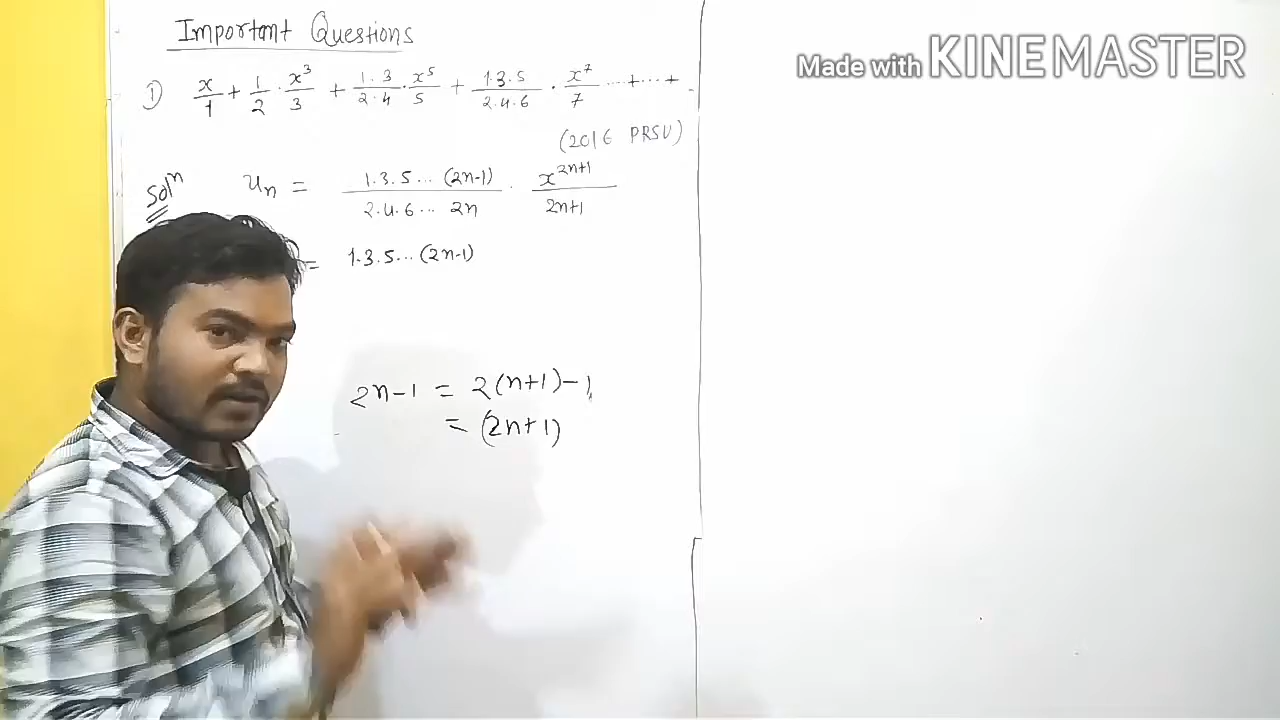 Important Questions
Made with KINEMASTER
1) x/1 + 1/2 · x³/3 + 1·3/2·4 · x⁵/5 + 1·3·5/2·4·6 · x⁷/7 ....+...+ .
(2016 PRSU)
Solⁿ uₙ = 1·3·5... (2n-1)/2·4·6... 2n · x²ⁿ⁺¹/2n+1
= 1·3·5... (2n-1)
2n-1 = 2(n+1)-1
= (2n+1)